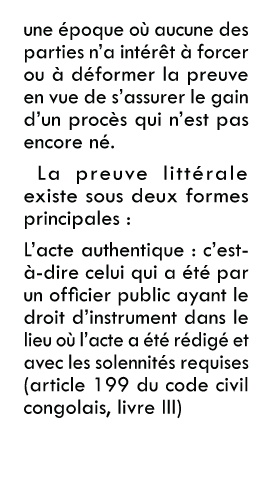 une époque où aucune des
parties n’a intérêt à forcer
ou à déformer la preuve
en vue de s’assurer le gain
d’un procès qui n’est pas
encore né.
La preuve littérale
existe sous deux formes
principales :
L’acte authentique : c’est-
à-dire celui qui a été par
un officier public ayant le
droit d’instrument dans le
lieu où l’acte a été rédigé et
avec les solennités requises
(article 199 du code civil
congolais, livre III)